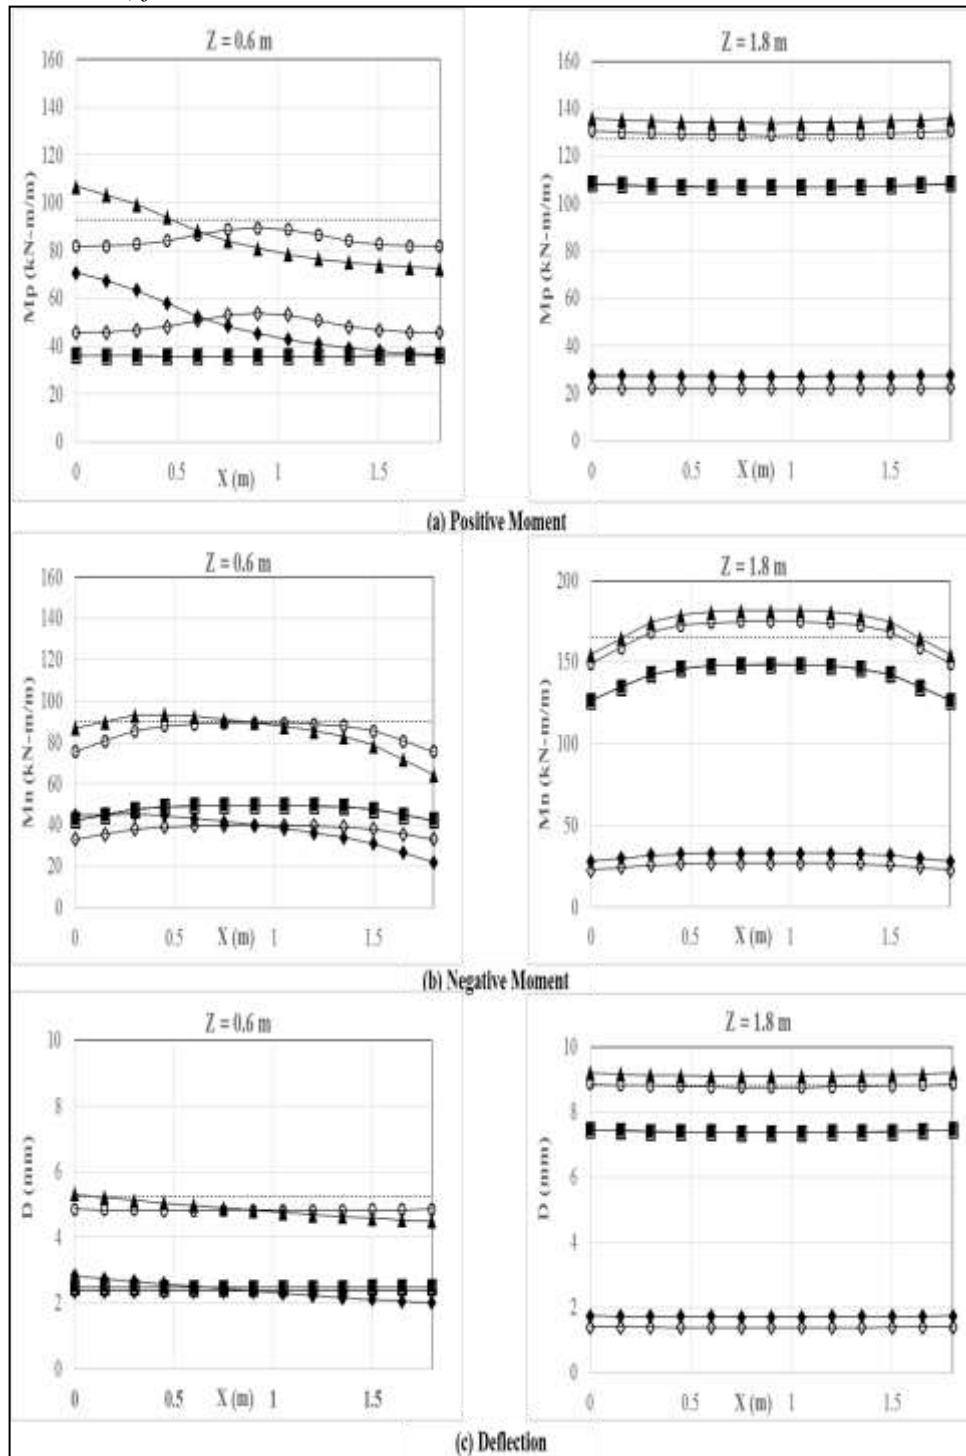 Z = 0.6 m
160
140
120
100
80
60
40
20
0
Mp (kN-m/m)
0 0.5 1 1.5
X (m)
Z = 1.8 m
160
140
120
100
80
60
40
20
0
Mp (kN-m/m)
0 0.5 1 1.5
X (m)
(a) Positive Moment
Z = 0.6 m
160
140
120
100
80
60
40
20
0
Mn (kN-m/m)
0 0.5 X (m) 1 1.5
Z = 1.8 m
200
150
100
50
0
Mn (kN-m/m)
0 0.5 X (m) 1 1.5
(b) Negative Moment
Z = 0.6 m
10
8
6
4
2
0
D (mm)
0 0.5 X (m) 1 1.5
Z = 1.8 m
10
8
6
4
2
0
D (mm)
0 0.5 X (m) 1 1.5
(c) Deflection